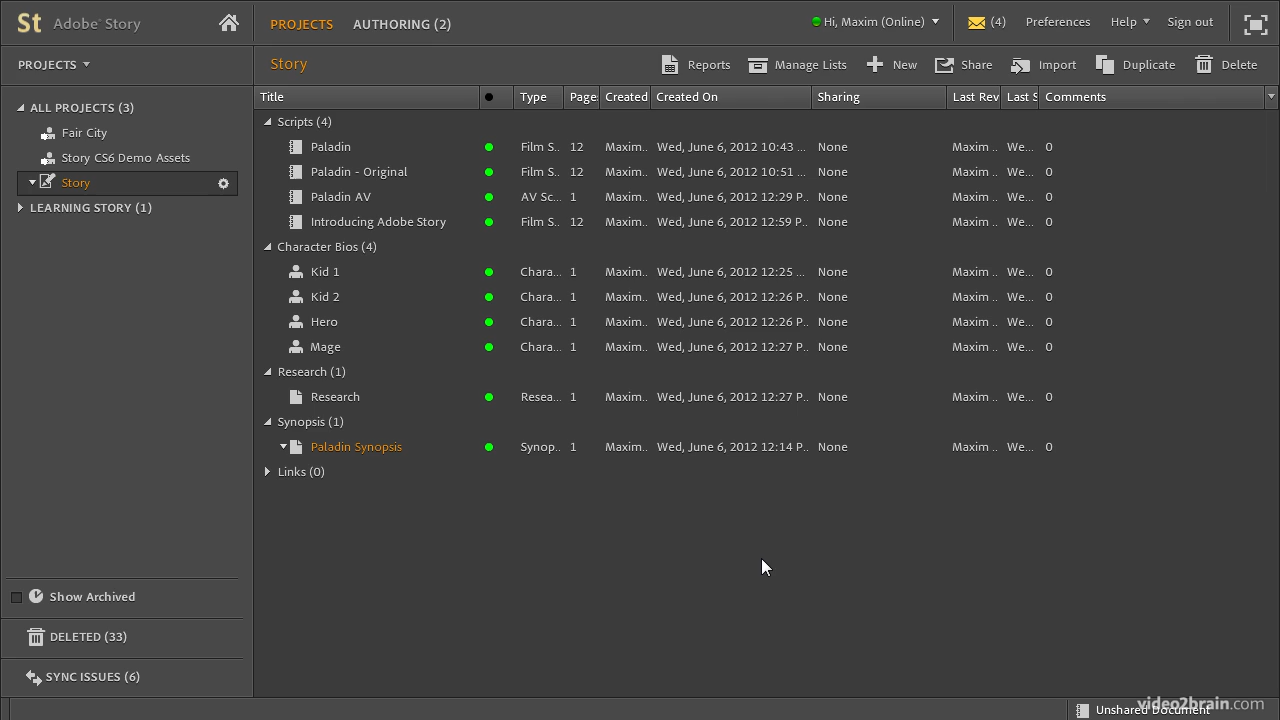 St Adobe® Story PROJECTS AUTHORING (2) Hi, Maxim (Online) (4) Preferences Help Sign out
PROJECTS Story Reports Manage Lists New Share Import Duplicate Delete
Title Type Page Created Created On Sharing Last Rev Last S Comments
ALL PROJECTS (3)
Fair City
Story CS6 Demo Assets
Story
LEARNING STORY (1)
Scripts (4)
Paladin Film S.. 12 Maxim.. Wed, June 6, 2012 10:43 ... None Maxim .. We... 0
Paladin - Original Film S.. 12 Maxim.. Wed, June 6, 2012 10:51 ... None Maxim .. We... 0
Paladin AV AV Sc... 1 Maxim.. Wed, June 6, 2012 12:29 P.. None Maxim .. We... 0
Introducing Adobe Story Film S.. 12 Maxim.. Wed, June 6, 2012 12:59 P.. None Maxim .. We... 0
Character Bios (4)
Kid 1 Chara... 1 Maxim.. Wed, June 6, 2012 12:25 ... None Maxim .. We... 0
Kid 2 Chara... 1 Maxim.. Wed, June 6, 2012 12:26 P.. None Maxim .. We... 0
Hero Chara... 1 Maxim.. Wed, June 6, 2012 12:26 P.. None Maxim .. We... 0
Mage Chara... 1 Maxim.. Wed, June 6, 2012 12:27 P.. None Maxim .. We... 0
Research (1)
Research Resea... 1 Maxim.. Wed, June 6, 2012 12:27 P.. None Maxim .. We... 0
Synopsis (1)
Paladin Synopsis Synop.. 1 Maxim.. Wed, June 6, 2012 12:14 P.. None Maxim .. We... 0
Links (0)
Show Archived
DELETED (33)
SYNC ISSUES (6)
Unshared Document
video2brain.com